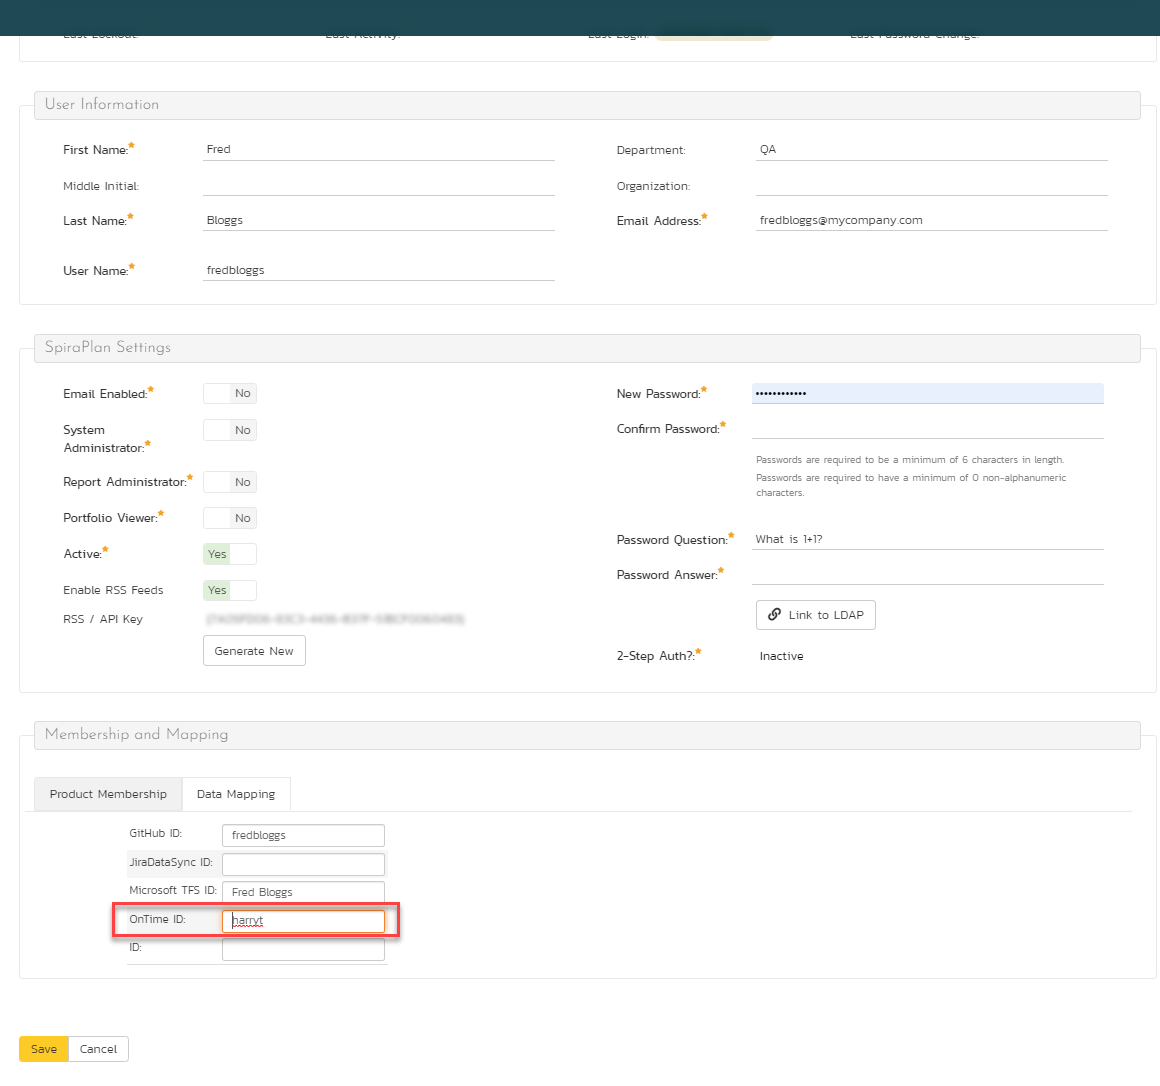 Last Lockout:
Last Activity:
Last Login:
Last Password Change:
User Information
First Name:* Fred
Department: QA
Middle Initial:
Organization:
Last Name:* Bloggs
Email Address:* fredbloggs@mycompany.com
User Name:* fredbloggs
SpiraPlan Settings
Email Enabled:* No
System
Administrator:* No
Report Administrator:* No
Portfolio Viewer:* No
Active:* Yes
Enable RSS Feeds Yes
RSS / API Key
Generate New
New Password:* ••••••••••••
Confirm Password:*
Passwords are required to be a minimum of 6 characters in length.
Passwords are required to have a minimum of 0 non-alphanumeric
characters.
Password Question:* What is 1+1?
Password Answer:*
Link to LDAP
2-Step Auth?:* Inactive
Membership and Mapping
Product Membership
Data Mapping
GitHub ID: fredbloggs
JiraDataSync ID:
Microsoft TFS ID: Fred Bloggs
OnTime ID: harryt
ID:
Save
Cancel